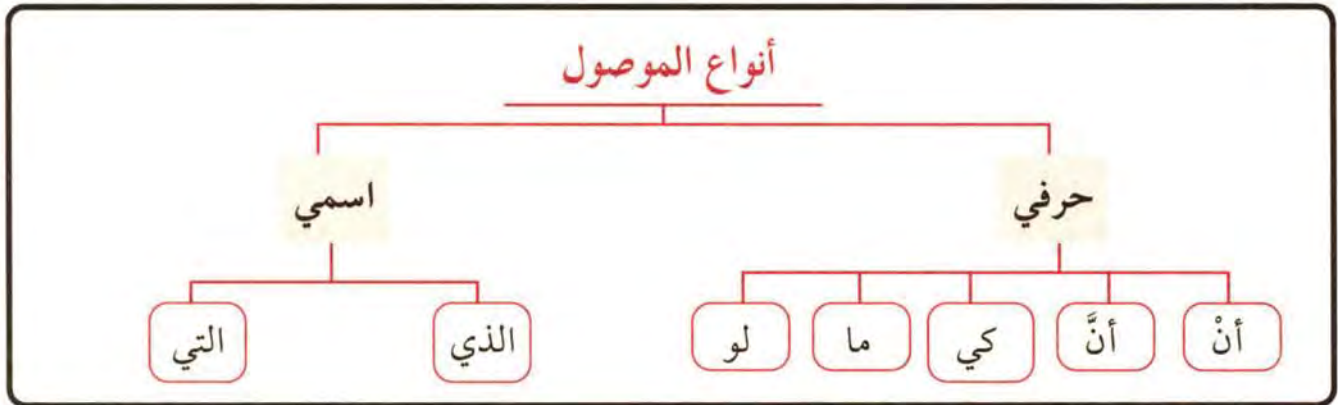 أنواع الموصول
حرفي اسمي
أنْ أنَّ كي ما لو الذي التي